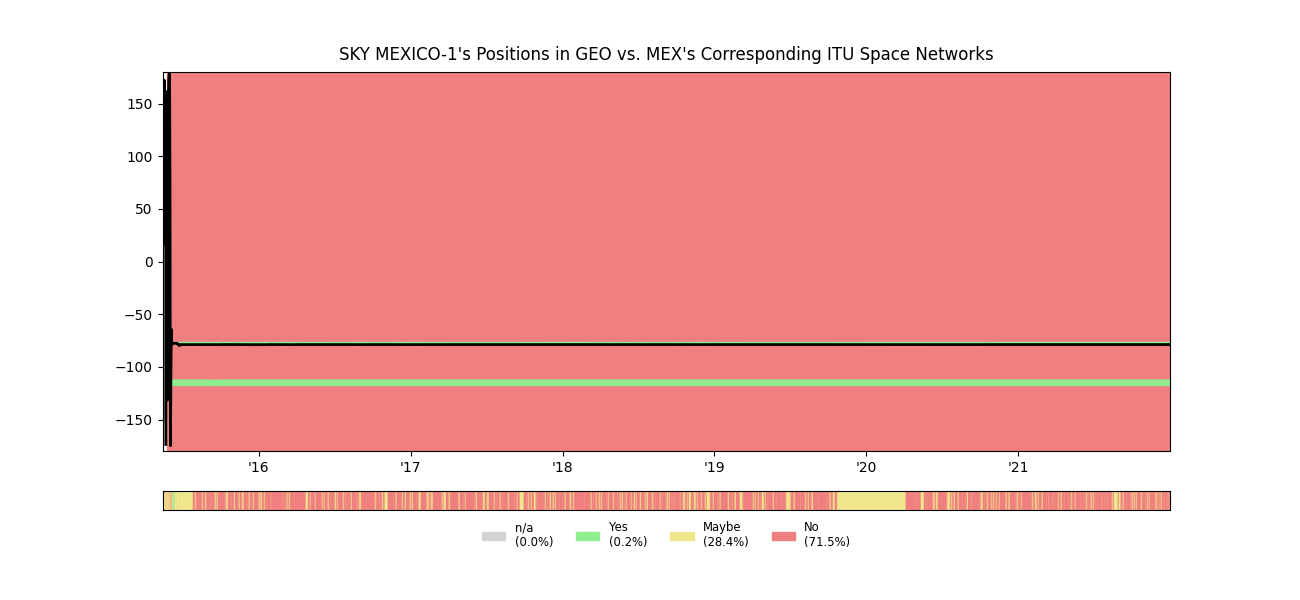 SKY MEXICO-1's Positions in GEO vs. MEX's Corresponding ITU Space Networks
150
100
50
0
−50
−100
−150
'16 '17 '18 '19 '20 '21
n/a Yes Maybe No
(0.0%) (0.2%) (28.4%) (71.5%)